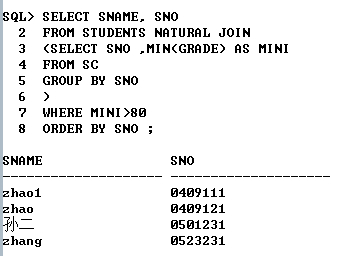 SQL> SELECT SNAME, SNO
2 FROM STUDENTS NATURAL JOIN
3 (SELECT SNO ,MIN(GRADE) AS MINI
4 FROM SC
5 GROUP BY SNO
6 )
7 WHERE MINI>80
8 ORDER BY SNO ;
SNAME SNO
-------------------- --------------------
zhao1 0409111
zhao 0409121
孙二 0501231
zhang 0523231